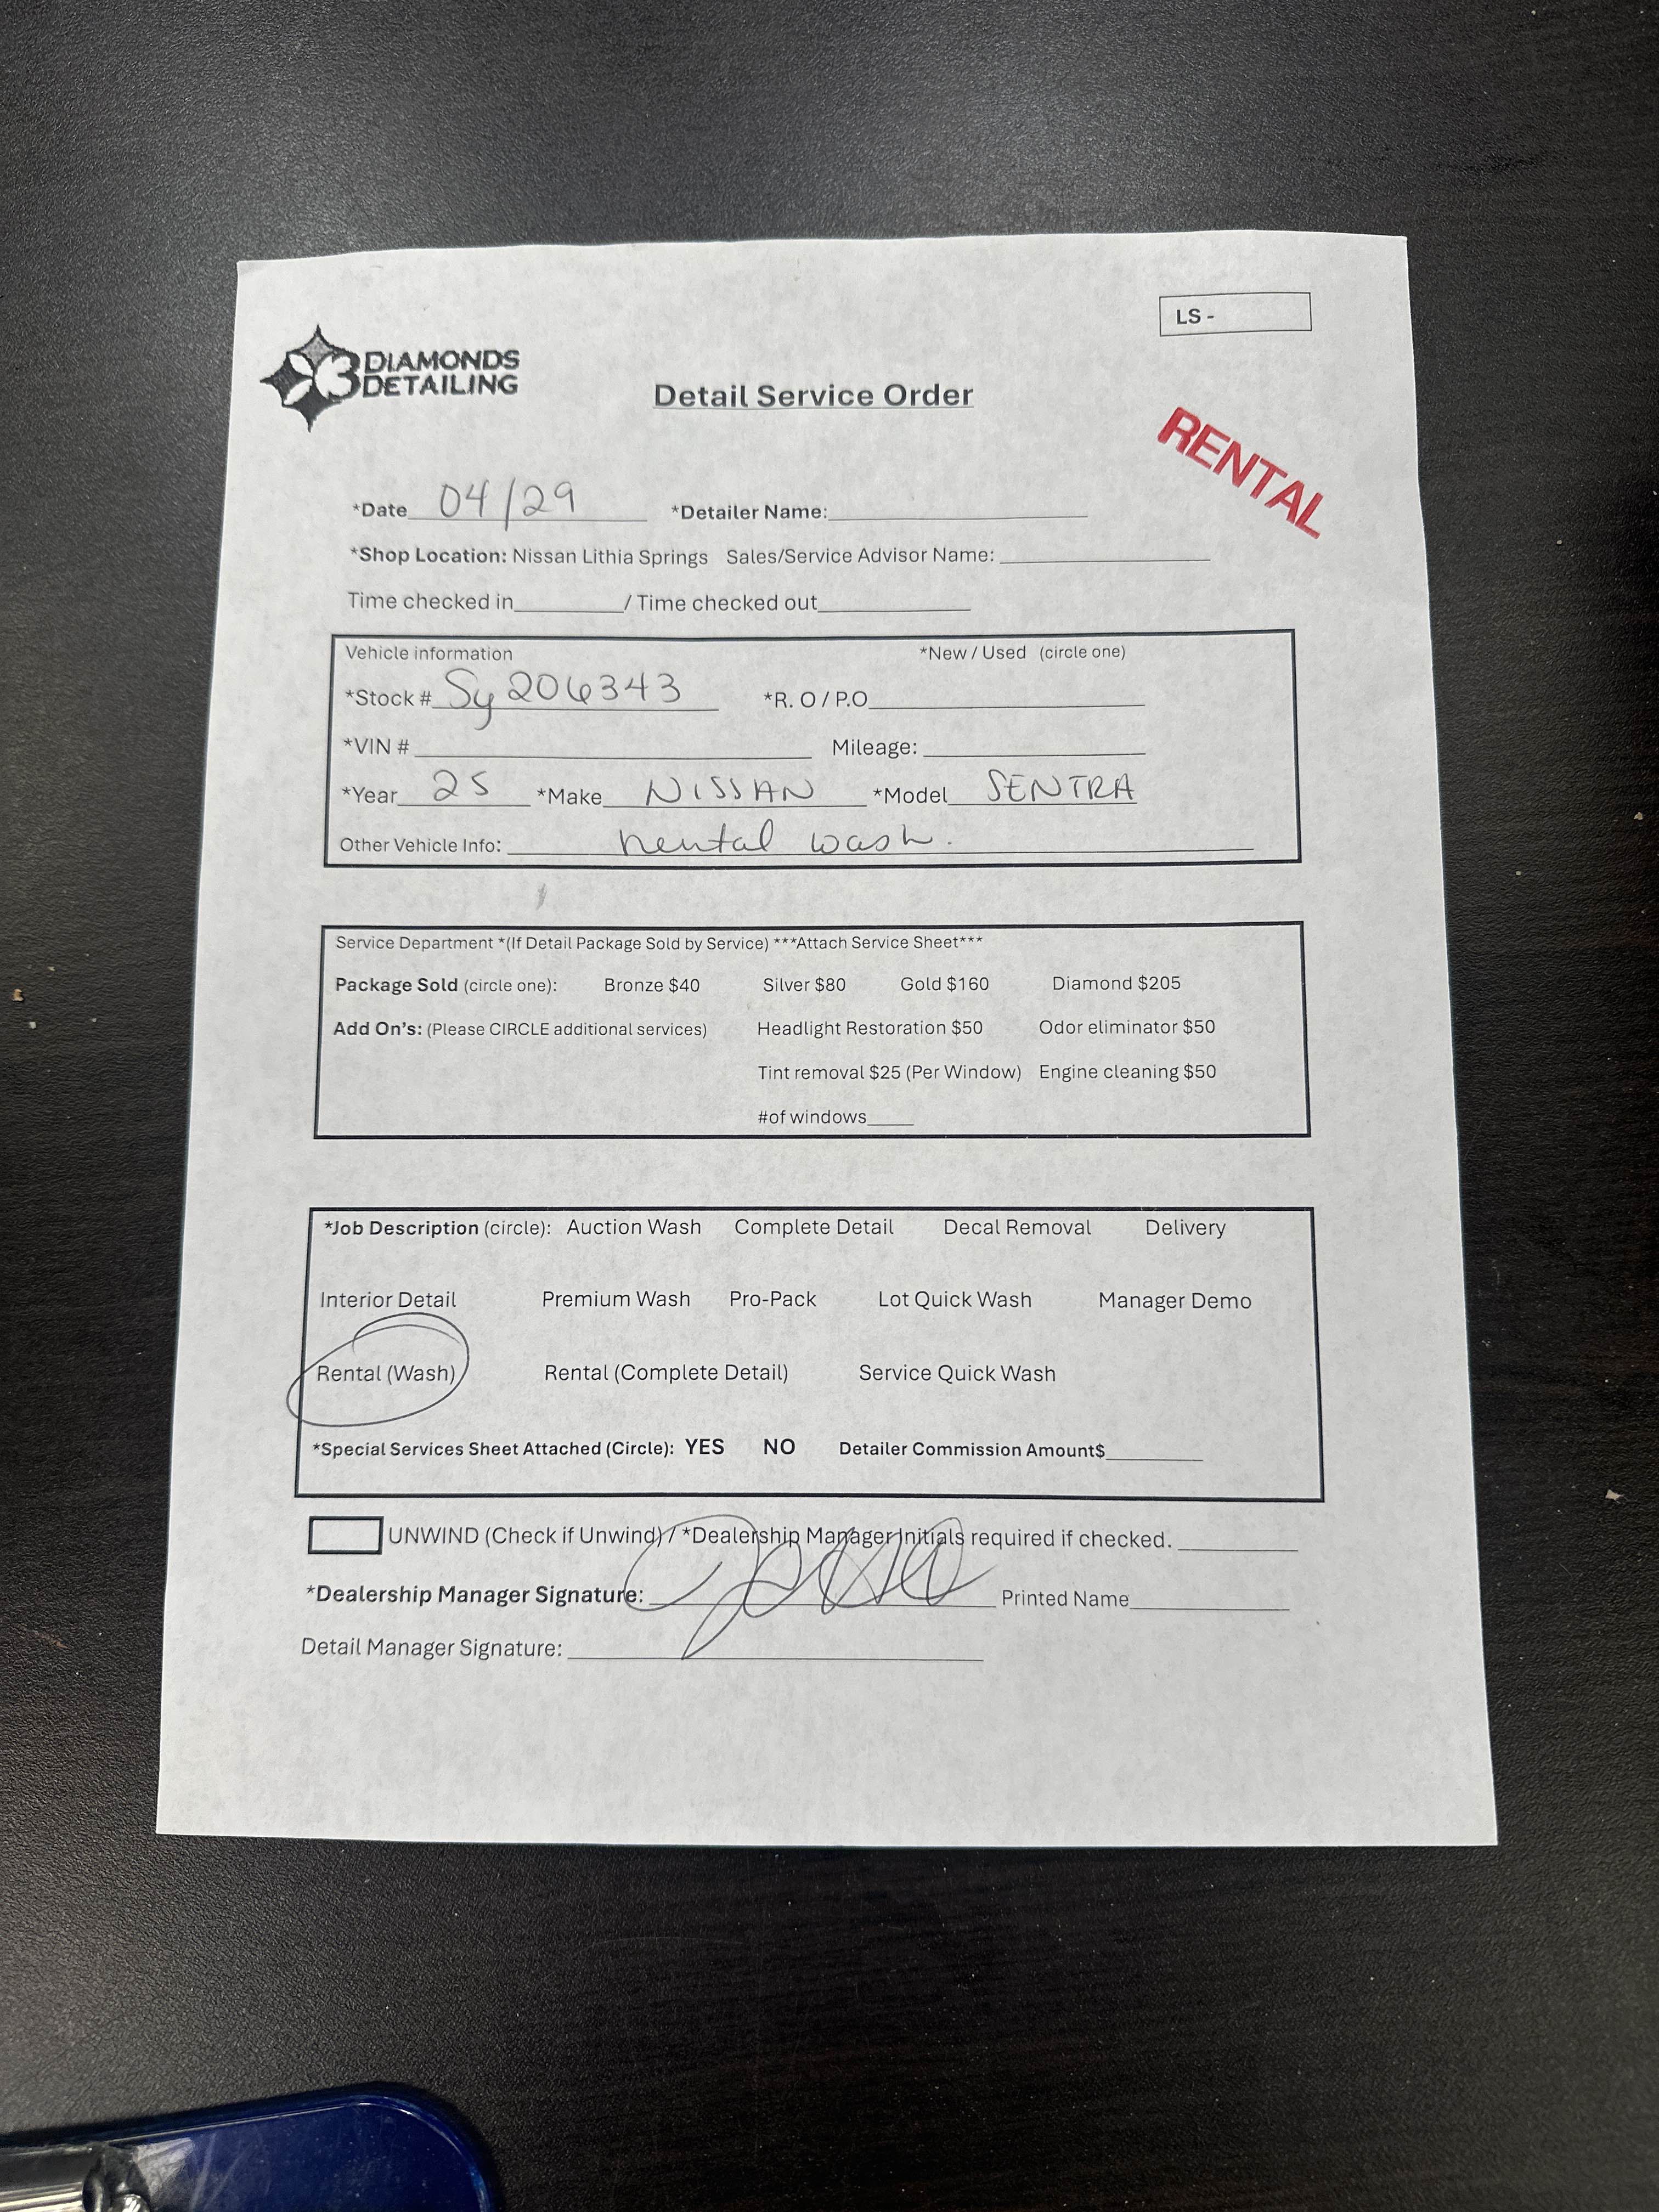 LS -
3 DIAMONDS
DETAILING
Detail Service Order
RENTAL
*Date 04/29 *Detailer Name:
*Shop Location: Nissan Lithia Springs Sales/Service Advisor Name:
Time checked in / Time checked out
Vehicle information *New / Used (circle one)
*Stock # Sy206343 *R. O / P.O
*VIN # Mileage:
*Year 25 *Make NISSAN *Model SENTRA
Other Vehicle Info: rental wash.
Service Department *(If Detail Package Sold by Service) ***Attach Service Sheet***
Package Sold (circle one): Bronze $40 Silver $80 Gold $160 Diamond $205
Add On's: (Please CIRCLE additional services) Headlight Restoration $50 Odor eliminator $50
Tint removal $25 (Per Window) Engine cleaning $50
#of windows
*Job Description (circle): Auction Wash Complete Detail Decal Removal Delivery
Interior Detail Premium Wash Pro-Pack Lot Quick Wash Manager Demo
Rental (Wash) Rental (Complete Detail) Service Quick Wash
*Special Services Sheet Attached (Circle): YES NO Detailer Commission Amount$
UNWIND (Check if Unwind) / *Dealership Manager Initials required if checked.
*Dealership Manager Signature: Printed Name
Detail Manager Signature: